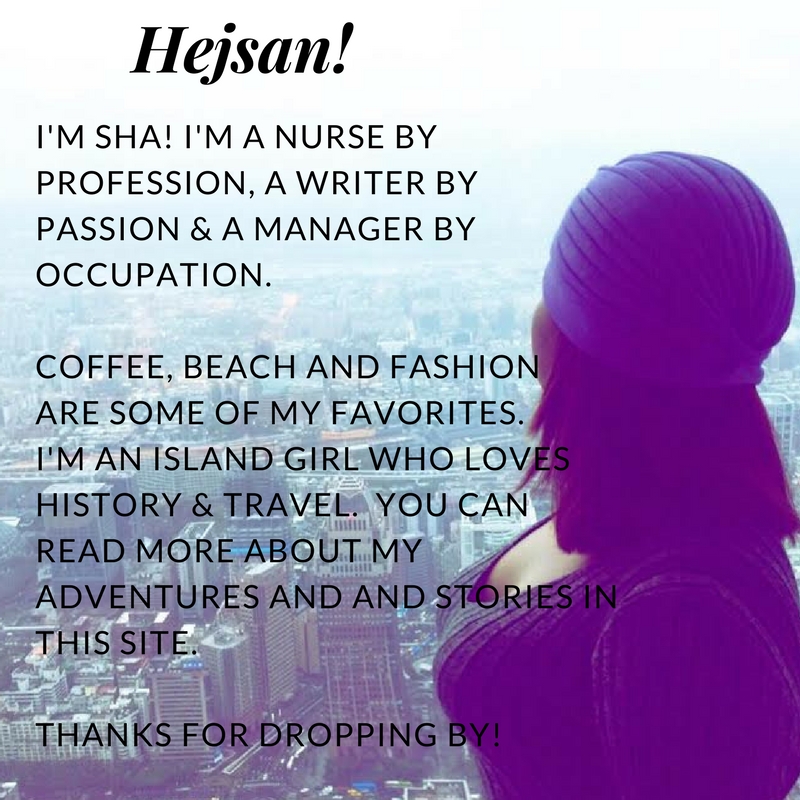 Hejsan!
I'M SHA! I'M A NURSE BY
PROFESSION, A WRITER BY
PASSION & A MANAGER BY
OCCUPATION.
COFFEE, BEACH AND FASHION
ARE SOME OF MY FAVORITES.
I'M AN ISLAND GIRL WHO LOVES
HISTORY & TRAVEL.  YOU CAN
READ MORE ABOUT MY
ADVENTURES AND AND STORIES IN
THIS SITE.
THANKS FOR DROPPING BY!